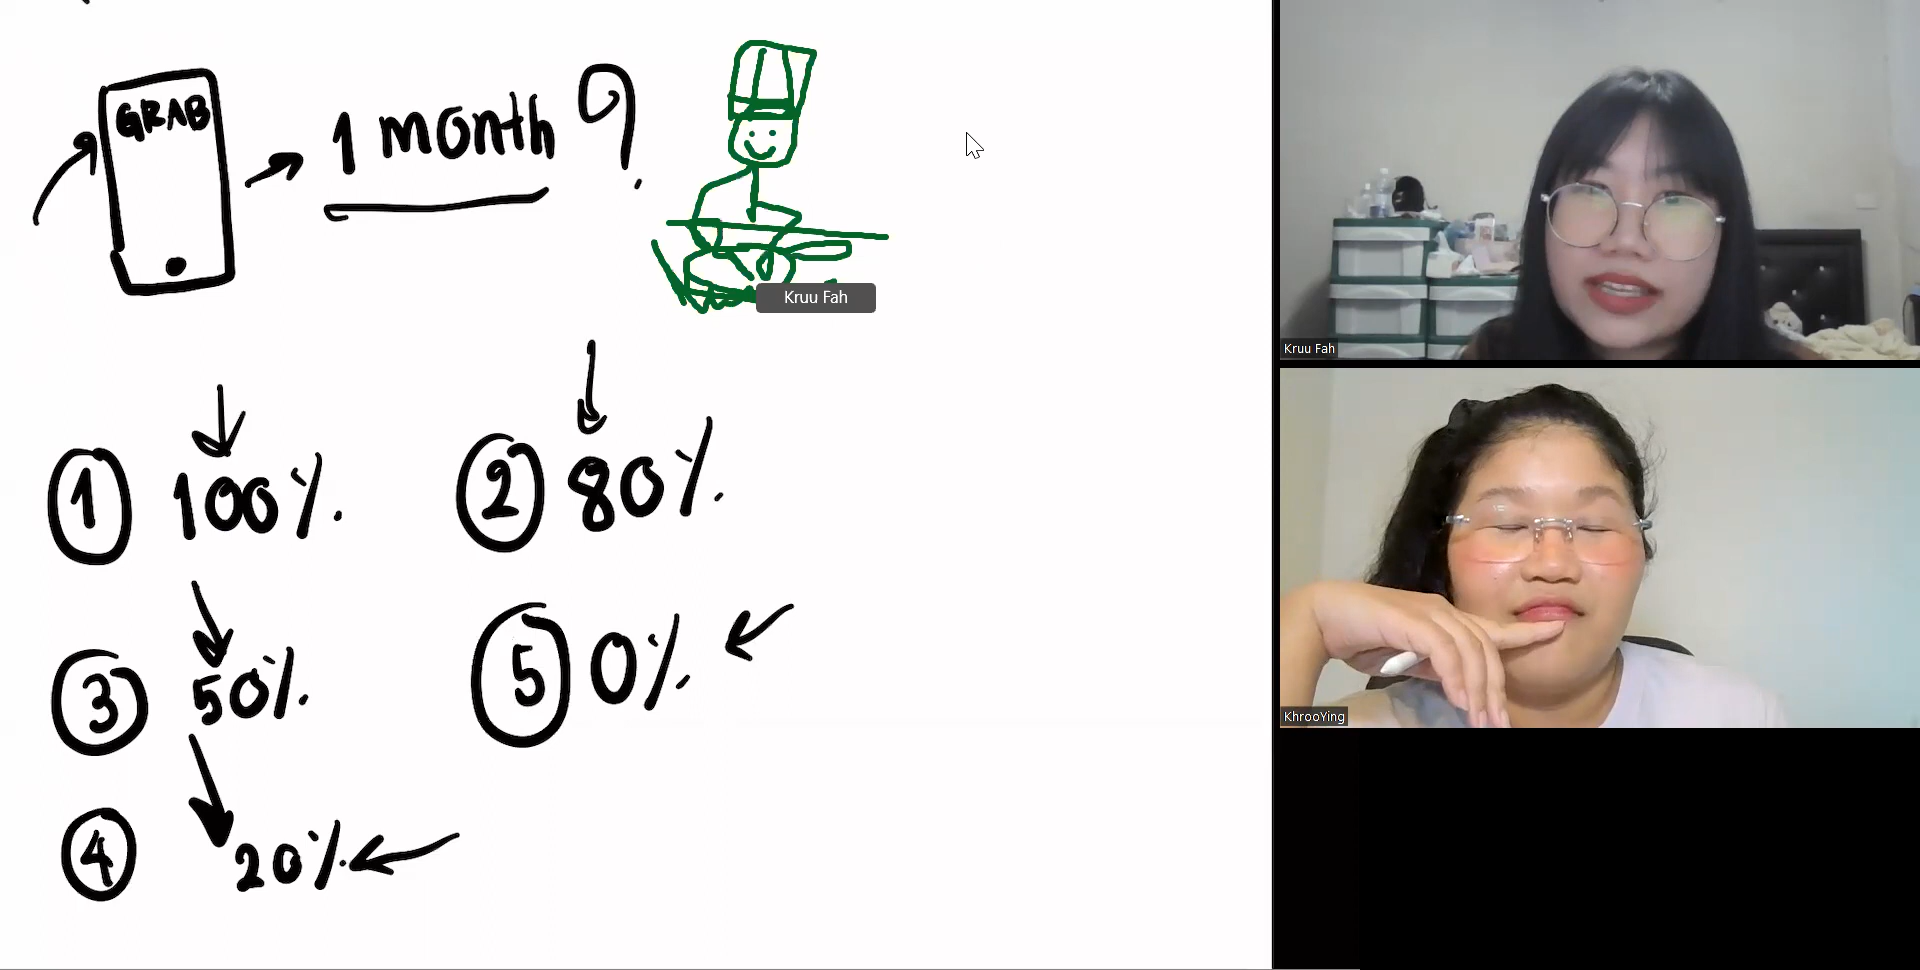 GRAB
1 month ?
Kruu Fah
1 100%.
2 80%.
3 50%.
5 0%.
4 20%.
Kruu Fah
KhrooYing